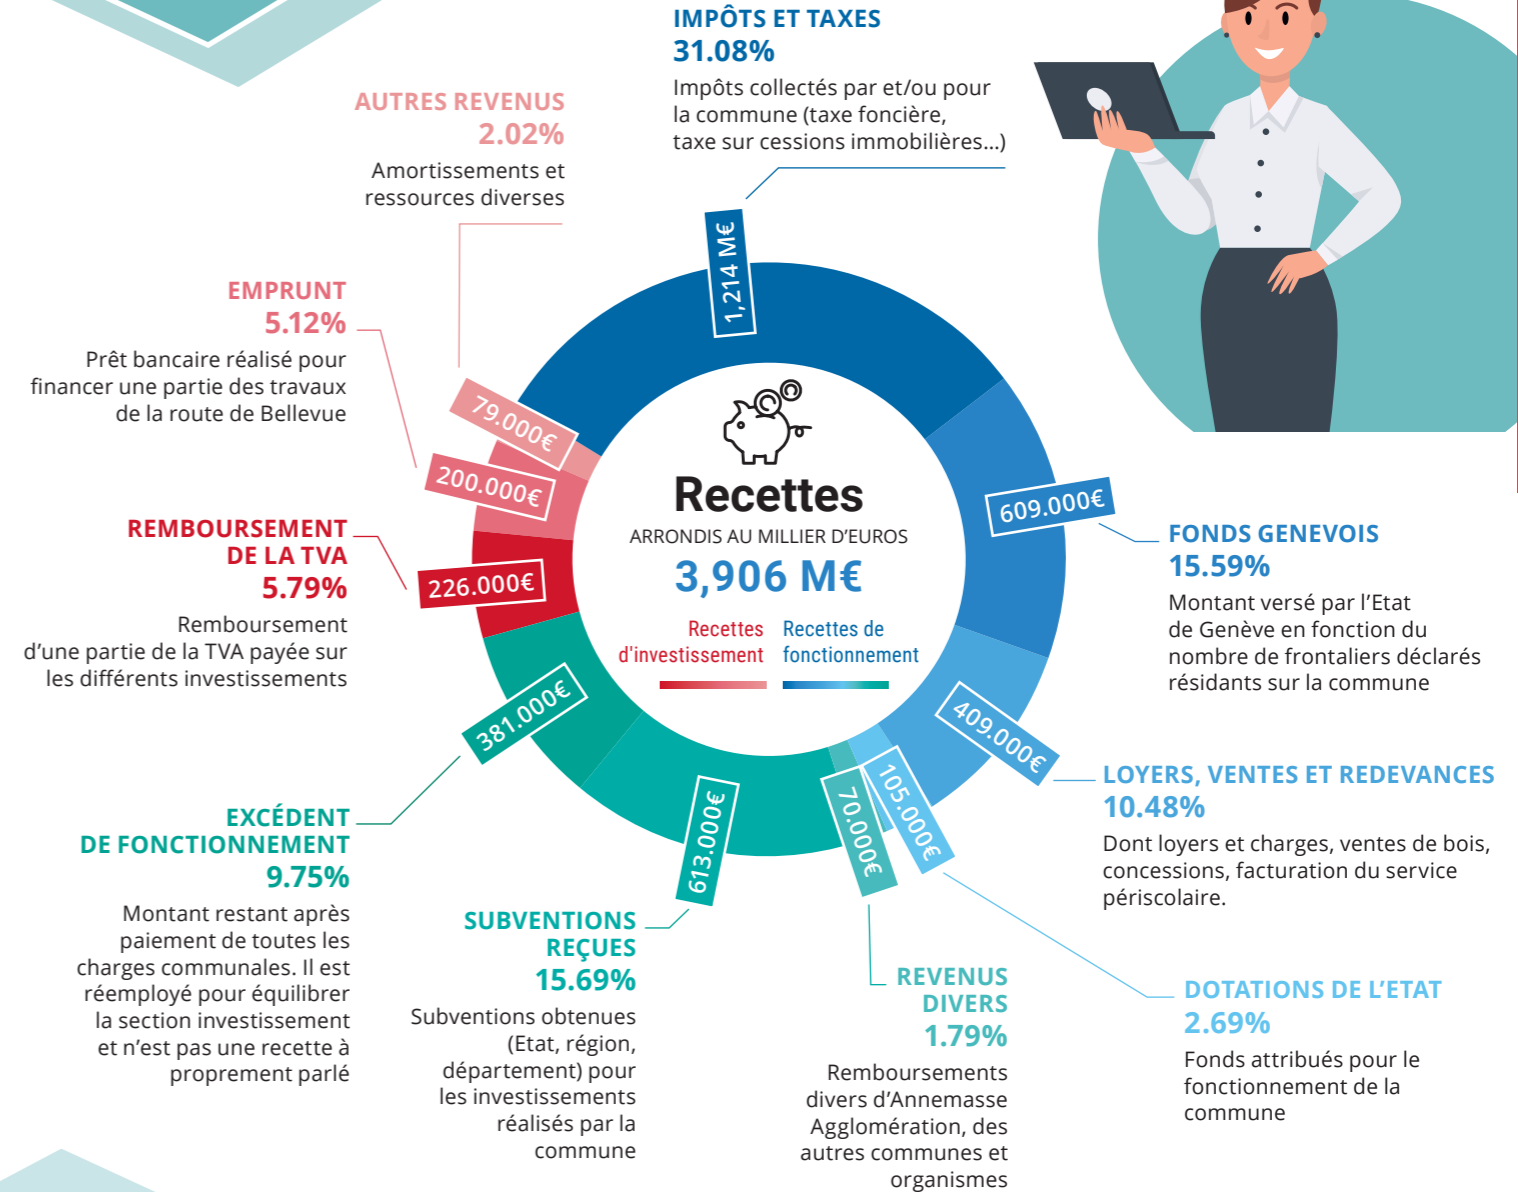 IMPÔTS ET TAXES
31.08%
Impôts collectés par et/ou pour
la commune (taxe foncière,
taxe sur cessions immobilières...)
1,214 M€
AUTRES REVENUS
2.02%
Amortissements et
ressources diverses
79.000€
EMPRUNT
5.12%
Prêt bancaire réalisé pour
financer une partie des travaux
de la route de Bellevue
200.000€
REMBOURSEMENT
DE LA TVA
5.79%
Remboursement
d'une partie de la TVA payée sur
les différents investissements
226.000€
Recettes
ARRONDIS AU MILLIER D'EUROS
3,906 M€
Recettes
d'investissement
Recettes de
fonctionnement
609.000€
FONDS GENEVOIS
15.59%
Montant versé par l'Etat
de Genève en fonction du
nombre de frontaliers déclarés
résidants sur la commune
409.000€
LOYERS, VENTES ET REDEVANCES
10.48%
Dont loyers et charges, ventes de bois,
concessions, facturation du service
périscolaire.
381.000€
EXCÉDENT
DE FONCTIONNEMENT
9.75%
Montant restant après
paiement de toutes les
charges communales. Il est
réemployé pour équilibrer
la section investissement
et n'est pas une recette à
proprement parlé
613.000€
SUBVENTIONS
REÇUES
15.69%
Subventions obtenues
(Etat, région,
département) pour
les investissements
réalisés par la
commune
70.000€
REVENUS
DIVERS
1.79%
Remboursements
divers d'Annemasse
Agglomération, des
autres communes et
organismes
105.000€
DOTATIONS DE L'ETAT
2.69%
Fonds attribués pour le
fonctionnement de la
commune